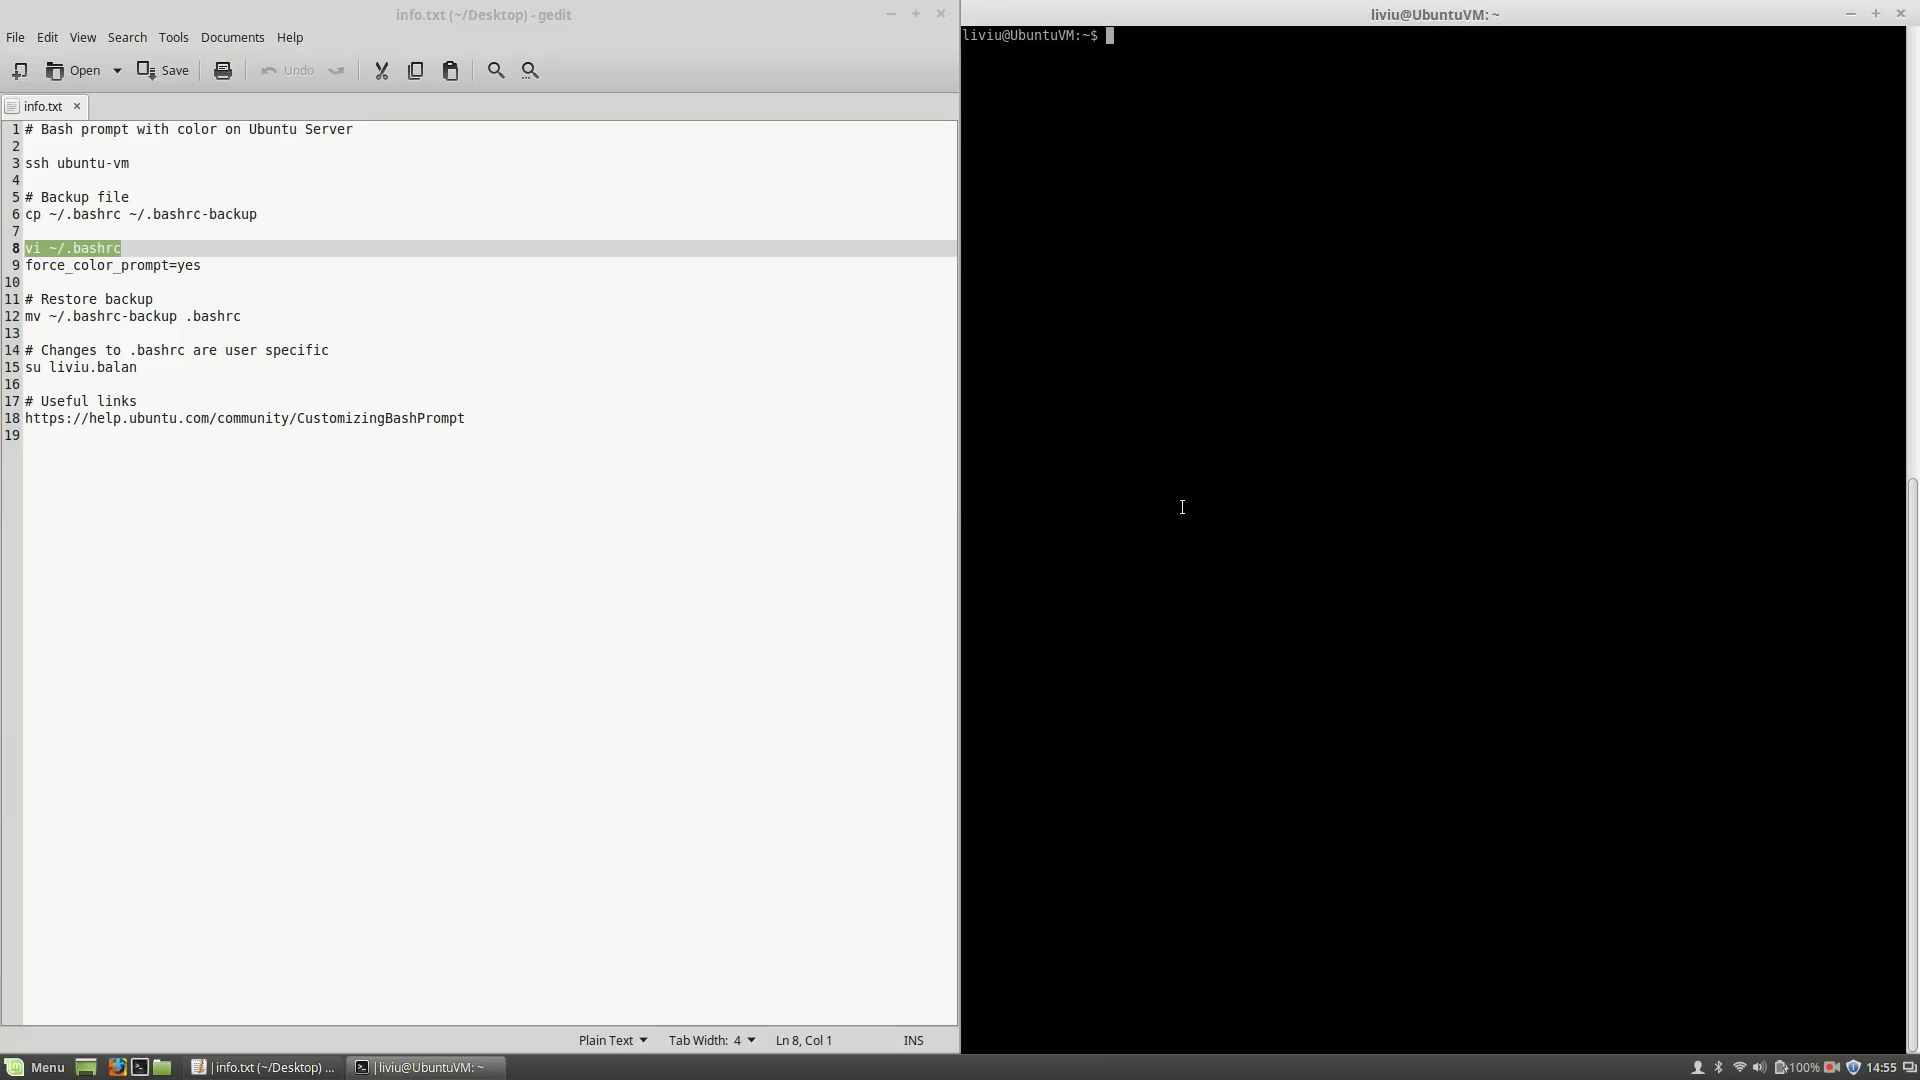 info.txt (~/Desktop) - gedit
File Edit View Search Tools Documents Help
Open Save Undo
info.txt
1 # Bash prompt with color on Ubuntu Server
2
3 ssh ubuntu-vm
4
5 # Backup file
6 cp ~/.bashrc ~/.bashrc-backup
7
8 vi ~/.bashrc
9 force_color_prompt=yes
10
11 # Restore backup
12 mv ~/.bashrc-backup .bashrc
13
14 # Changes to .bashrc are user specific
15 su liviu.balan
16
17 # Useful links
18 https://help.ubuntu.com/community/CustomizingBashPrompt
19
Plain Text Tab Width: 4 Ln 8, Col 1 INS
liviu@UbuntuVM: ~
liviu@UbuntuVM:~$
Menu info.txt (~/Desktop) ... liviu@UbuntuVM: ~ 100% 14:55